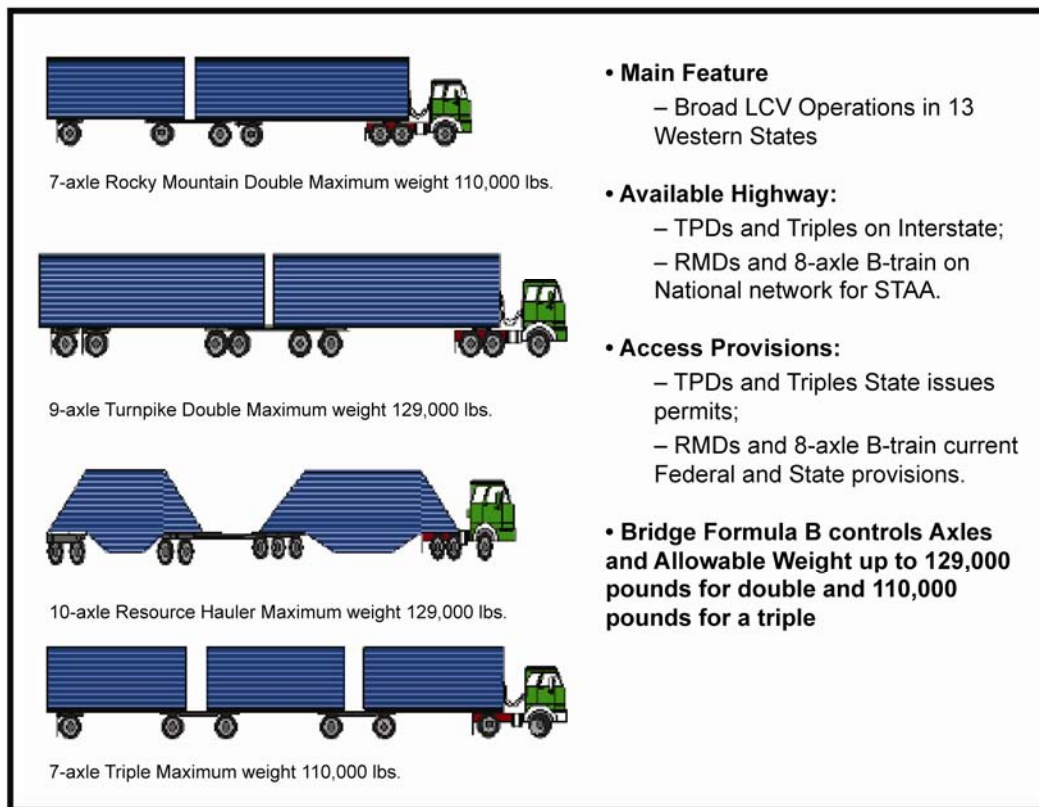 7-axle Rocky Mountain Double Maximum weight 110,000 lbs.
9-axle Turnpike Double Maximum weight 129,000 lbs.
10-axle Resource Hauler Maximum weight 129,000 lbs.
7-axle Triple Maximum weight 110,000 lbs.
• Main Feature
– Broad LCV Operations in 13
Western States
• Available Highway:
– TPDs and Triples on Interstate;
– RMDs and 8-axle B-train on
National network for STAA.
• Access Provisions:
– TPDs and Triples State issues
permits;
– RMDs and 8-axle B-train current
Federal and State provisions.
• Bridge Formula B controls Axles
and Allowable Weight up to 129,000
pounds for double and 110,000
pounds for a triple